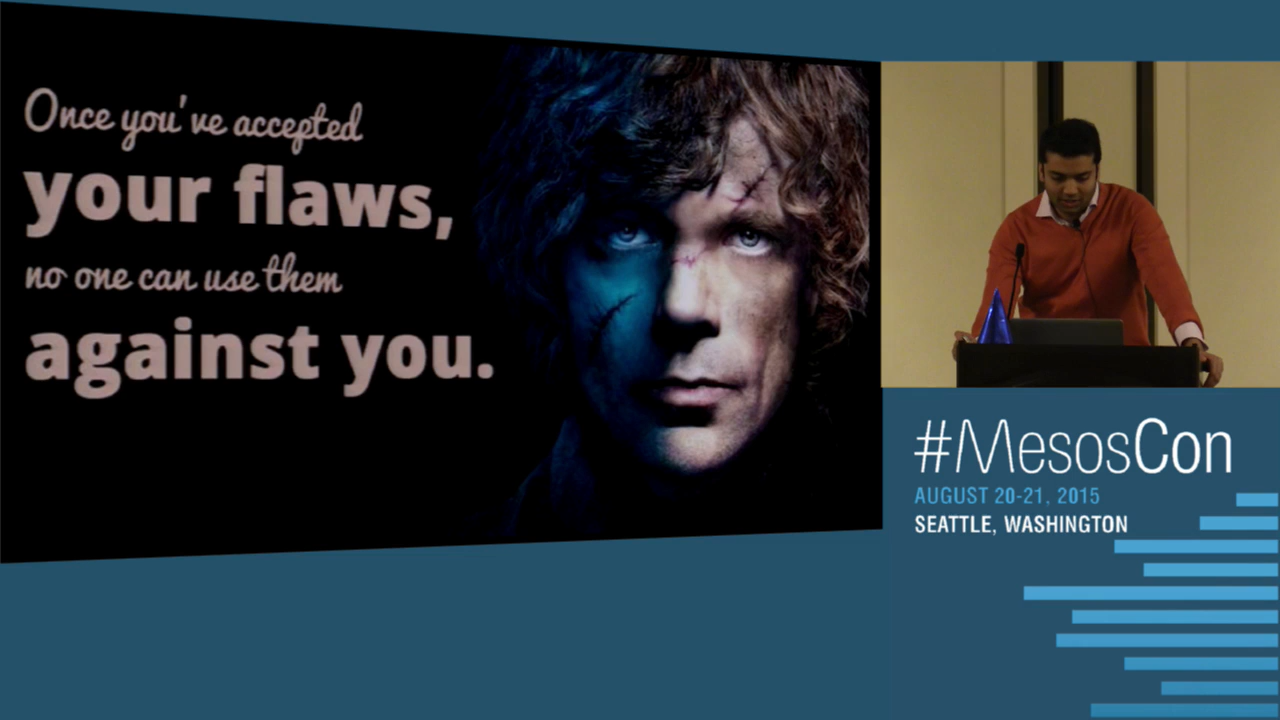 Once you've accepted
your flaws,
no one can use them
against you.
#MesosCon
AUGUST 20-21, 2015
SEATTLE, WASHINGTON